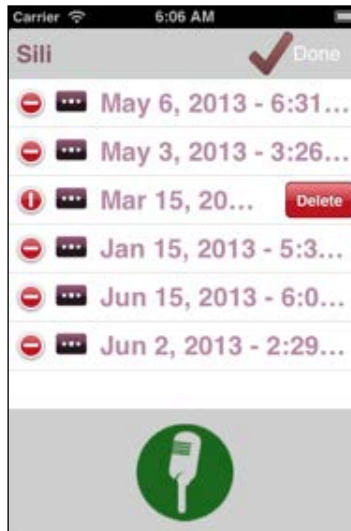 Carrier 6:06 AM
Sili Done
May 6, 2013 - 6:31...
May 3, 2013 - 3:26...
Mar 15, 20... Delete
Jan 15, 2013 - 5:3...
Jun 15, 2013 - 6:0...
Jun 2, 2013 - 2:29...